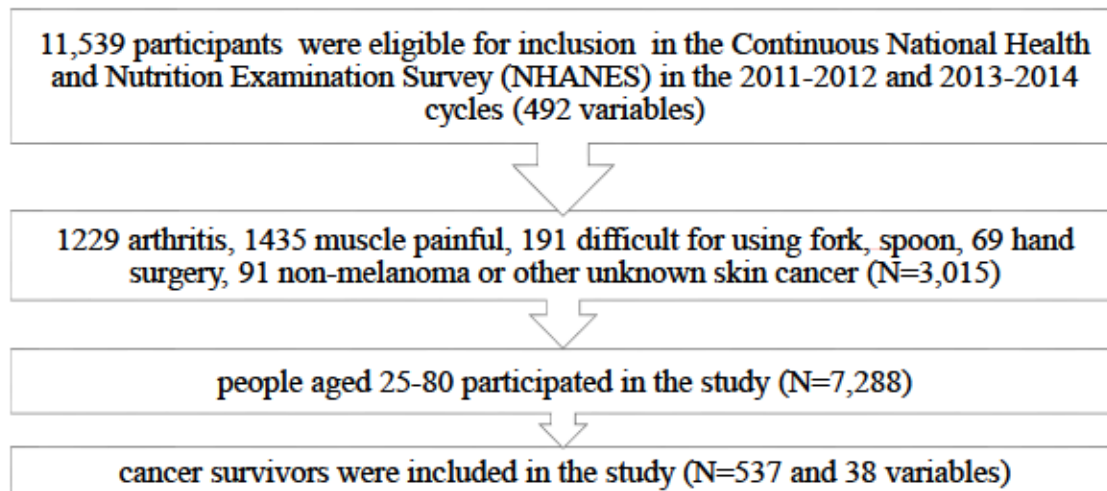 11,539 participants were eligible for inclusion in the Continuous National Health
and Nutrition Examination Survey (NHANES) in the 2011-2012 and 2013-2014
cycles (492 variables)
1229 arthritis, 1435 muscle painful, 191 difficult for using fork, spoon, 69 hand
surgery, 91 non-melanoma or other unknown skin cancer (N=3,015)
people aged 25-80 participated in the study (N=7,288)
cancer survivors were included in the study (N=537 and 38 variables)